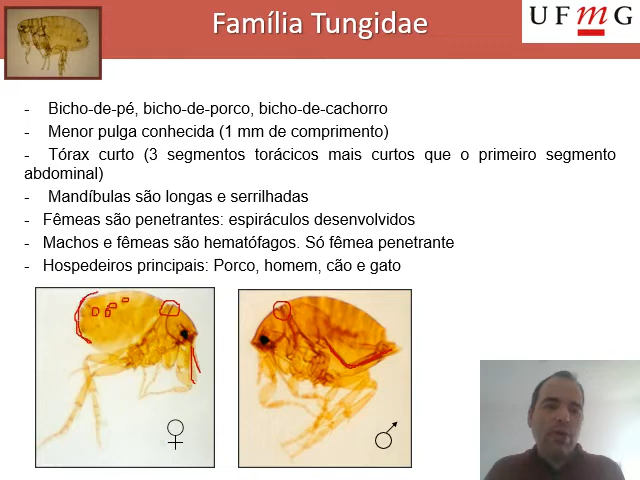 Família Tungidae
UFmG
- Bicho-de-pé, bicho-de-porco, bicho-de-cachorro
- Menor pulga conhecida (1 mm de comprimento)
- Tórax curto (3 segmentos torácicos mais curtos que o primeiro segmento
abdominal)
- Mandíbulas são longas e serrilhadas
- Fêmeas são penetrantes: espiráculos desenvolvidos
- Machos e fêmeas são hematófagos. Só fêmea penetrante
- Hospedeiros principais: Porco, homem, cão e gato
♀
♂